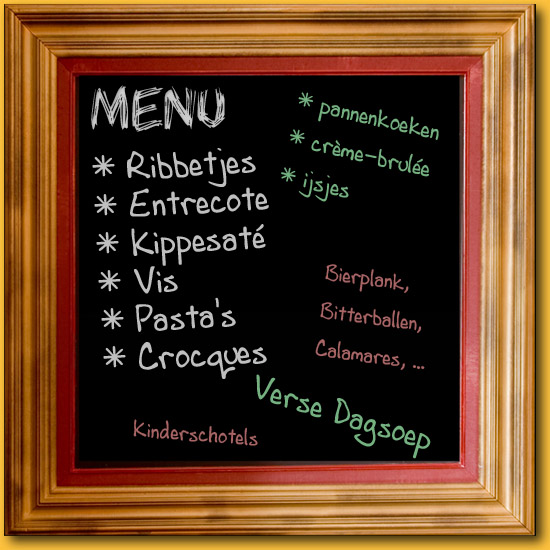 MENU
* Ribbetjes
* Entrecote
* Kippesaté
* Vis
* Pasta's
* Crocques
* pannenkoeken
* crème-brulée
* ijsjes
Bierplank,
Bitterballen,
Calamares, ...
Verse Dagsoep
Kinderschotels